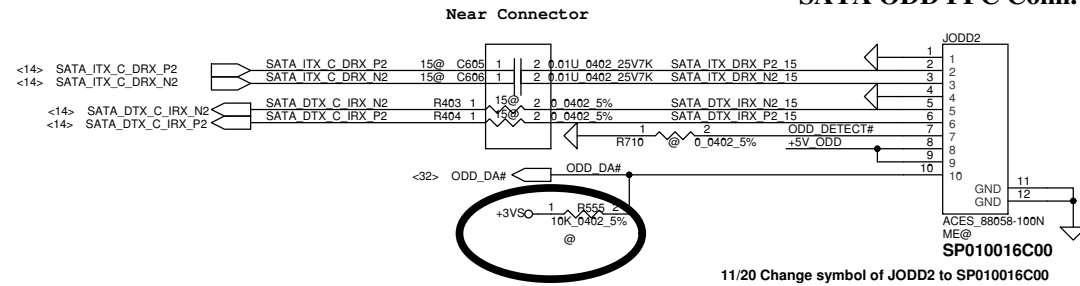 SATA ODD FFC Conn.
Near Connector
JODD2
<14> SATA_ITX_C_DRX_P2 SATA_ITX_C_DRX_P2 15@ C605 1 2 0.01U_0402_25V7K SATA_ITX_DRX_P2_15
<14> SATA_ITX_C_DRX_N2 SATA_ITX_C_DRX_N2 15@ C606 1 2 0.01U_0402_25V7K SATA_ITX_DRX_N2_15
<14> SATA_DTX_C_IRX_N2 SATA_DTX_C_IRX_N2 R403 1 15@ 2 0_0402_5% SATA_DTX_IRX_N2_15
<14> SATA_DTX_C_IRX_P2 SATA_DTX_C_IRX_P2 R404 1 15@ 2 0_0402_5% SATA_DTX_IRX_P2_15
R710 1 @ 2 0_0402_5% ODD_DETECT#
+5V_ODD
<32> ODD_DA# ODD_DA#
+3VS 1 R555 2
10K_0402_5%
@
1 1
2 2
3 3
4 4
5 5
6 6
7 7
8 8
9 9
10 10
GND 11
GND 12
ACES_88058-100N
ME@
SP010016C00
11/20 Change symbol of JODD2 to SP010016C00